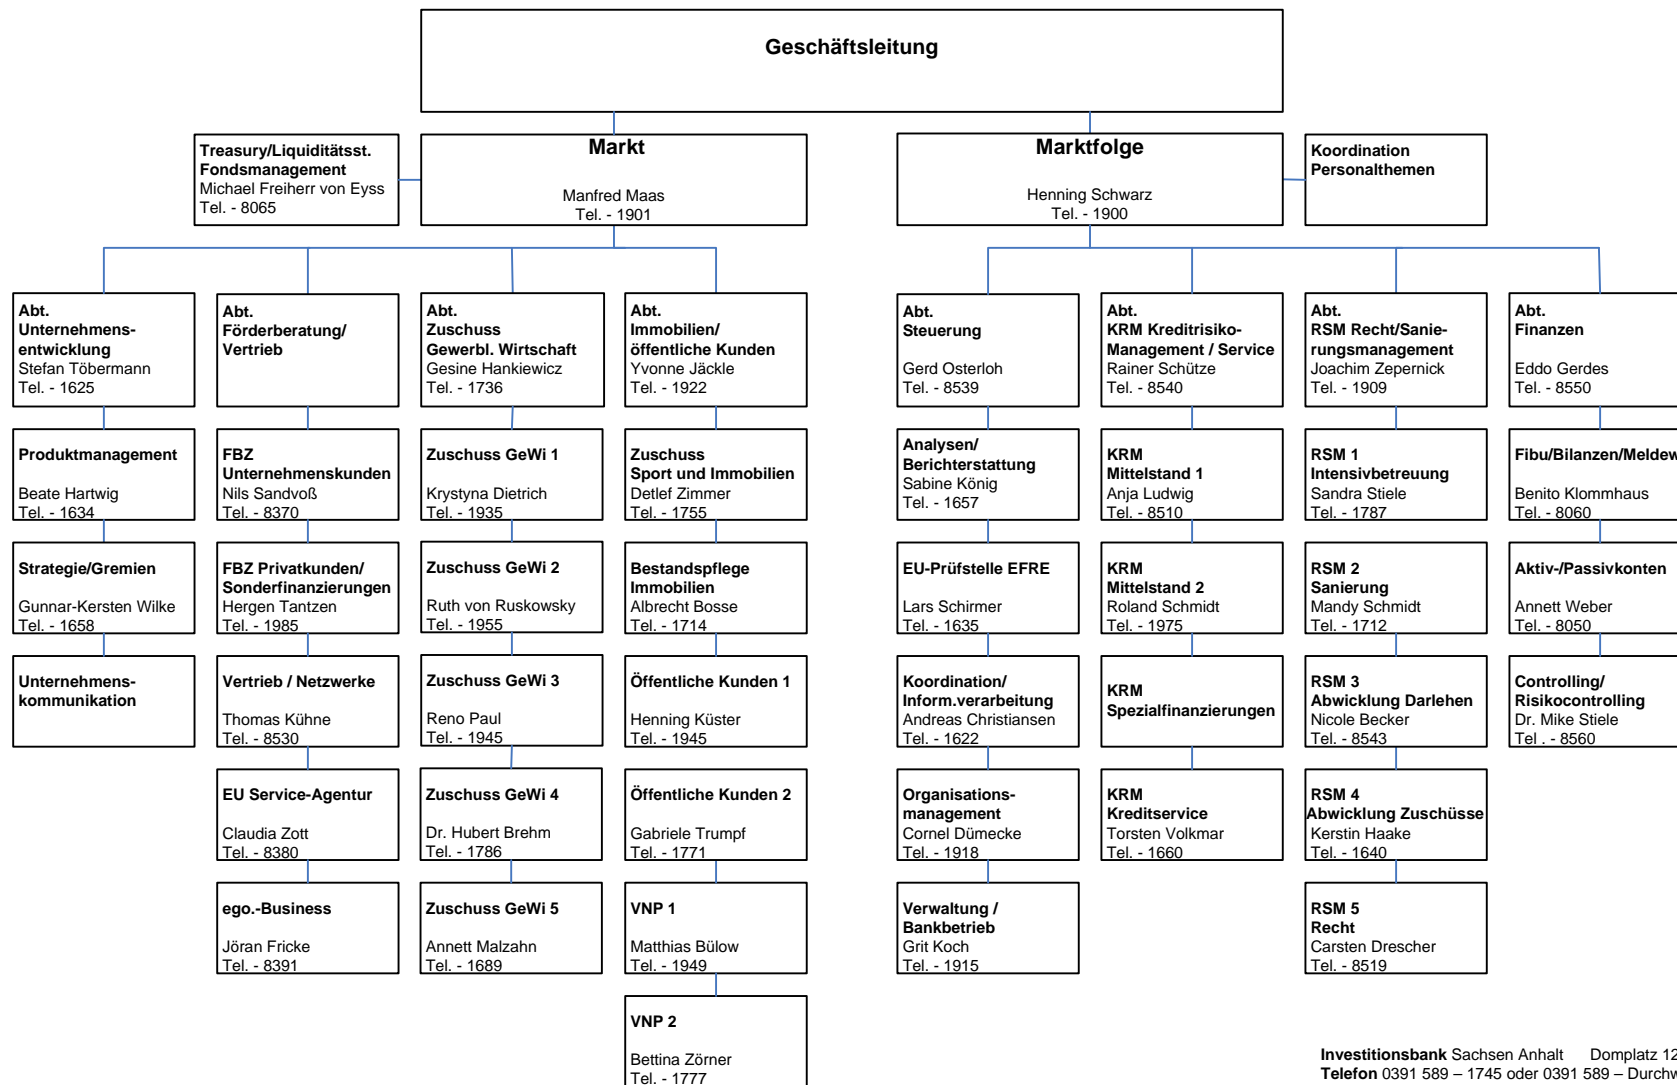 Geschäftsleitung
Treasury/Liquiditätsst.
Fondsmanagement
Michael Freiherr von Eyss
Tel. - 8065
Markt
Manfred Maas
Tel. - 1901
Marktfolge
Henning Schwarz
Tel. - 1900
Koordination
Personalthemen
Abt.
Unternehmens-
entwicklung
Stefan Töbermann
Tel. - 1625
Abt.
Förderberatung/
Vertrieb
Abt.
Zuschuss
Gewerbl. Wirtschaft
Gesine Hankiewicz
Tel. - 1736
Abt.
Immobilien/
öffentliche Kunden
Yvonne Jäckle
Tel. - 1922
Abt.
Steuerung
Gerd Osterloh
Tel. - 8539
Abt.
KRM Kreditrisiko-
Management / Service
Rainer Schütze
Tel. - 8540
Abt.
RSM Recht/Sanie-
rungsmanagement
Joachim Zepernick
Tel. - 1909
Abt.
Finanzen
Eddo Gerdes
Tel. - 8550
Produktmanagement
Beate Hartwig
Tel. - 1634
FBZ
Unternehmenskunden
Nils Sandvoß
Tel. - 8370
Zuschuss GeWi 1
Krystyna Dietrich
Tel. - 1935
Zuschuss
Sport und Immobilien
Detlef Zimmer
Tel. - 1755
Analysen/
Berichterstattung
Sabine König
Tel. - 1657
KRM
Mittelstand 1
Anja Ludwig
Tel. - 8510
RSM 1
Intensivbetreuung
Sandra Stiele
Tel. - 1787
Fibu/Bilanzen/Meldew
Benito Klommhaus
Tel. - 8060
Strategie/Gremien
Gunnar-Kersten Wilke
Tel. - 1658
FBZ Privatkunden/
Sonderfinanzierungen
Hergen Tantzen
Tel. - 1985
Zuschuss GeWi 2
Ruth von Ruskowsky
Tel. - 1955
Bestandspflege
Immobilien
Albrecht Bosse
Tel. - 1714
EU-Prüfstelle EFRE
Lars Schirmer
Tel. - 1635
KRM
Mittelstand 2
Roland Schmidt
Tel. - 1975
RSM 2
Sanierung
Mandy Schmidt
Tel. - 1712
Aktiv-/Passivkonten
Annett Weber
Tel. - 8050
Unternehmens-
kommunikation
Vertrieb / Netzwerke
Thomas Kühne
Tel. - 8530
Zuschuss GeWi 3
Reno Paul
Tel. - 1945
Öffentliche Kunden 1
Henning Küster
Tel. - 1945
Koordination/
Inform.verarbeitung
Andreas Christiansen
Tel. - 1622
KRM
Spezialfinanzierungen
RSM 3
Abwicklung Darlehen
Nicole Becker
Tel. - 8543
Controlling/
Risikocontrolling
Dr. Mike Stiele
Tel . - 8560
EU Service-Agentur
Claudia Zott
Tel. - 8380
Zuschuss GeWi 4
Dr. Hubert Brehm
Tel. - 1786
Öffentliche Kunden 2
Gabriele Trumpf
Tel. - 1771
Organisations-
management
Cornel Dümecke
Tel. - 1918
KRM
Kreditservice
Torsten Volkmar
Tel. - 1660
RSM 4
Abwicklung Zuschüsse
Kerstin Haake
Tel. - 1640
ego.-Business
Jöran Fricke
Tel. - 8391
Zuschuss GeWi 5
Annett Malzahn
Tel. - 1689
VNP 1
Matthias Bülow
Tel. - 1949
Verwaltung /
Bankbetrieb
Grit Koch
Tel. - 1915
RSM 5
Recht
Carsten Drescher
Tel. - 8519
VNP 2
Bettina Zörner
Tel. - 1777
Investitionsbank Sachsen Anhalt Domplatz 12
Telefon 0391 589 – 1745 oder 0391 589 – Durchw